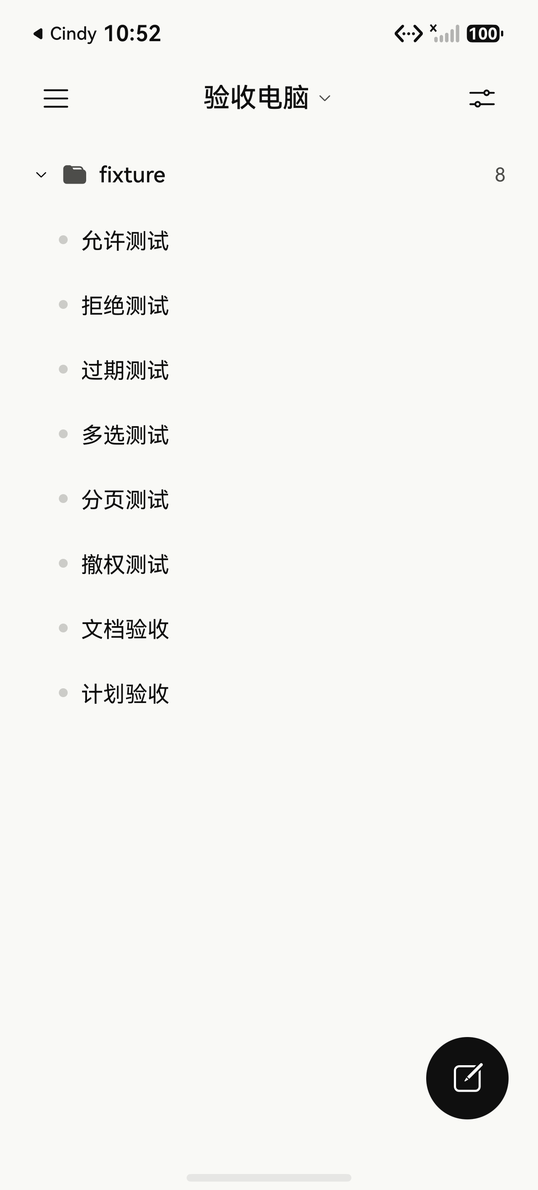 Cindy 10:52 100
验收电脑
fixture 8
允许测试
拒绝测试
过期测试
多选测试
分页测试
撤权测试
文档验收
计划验收